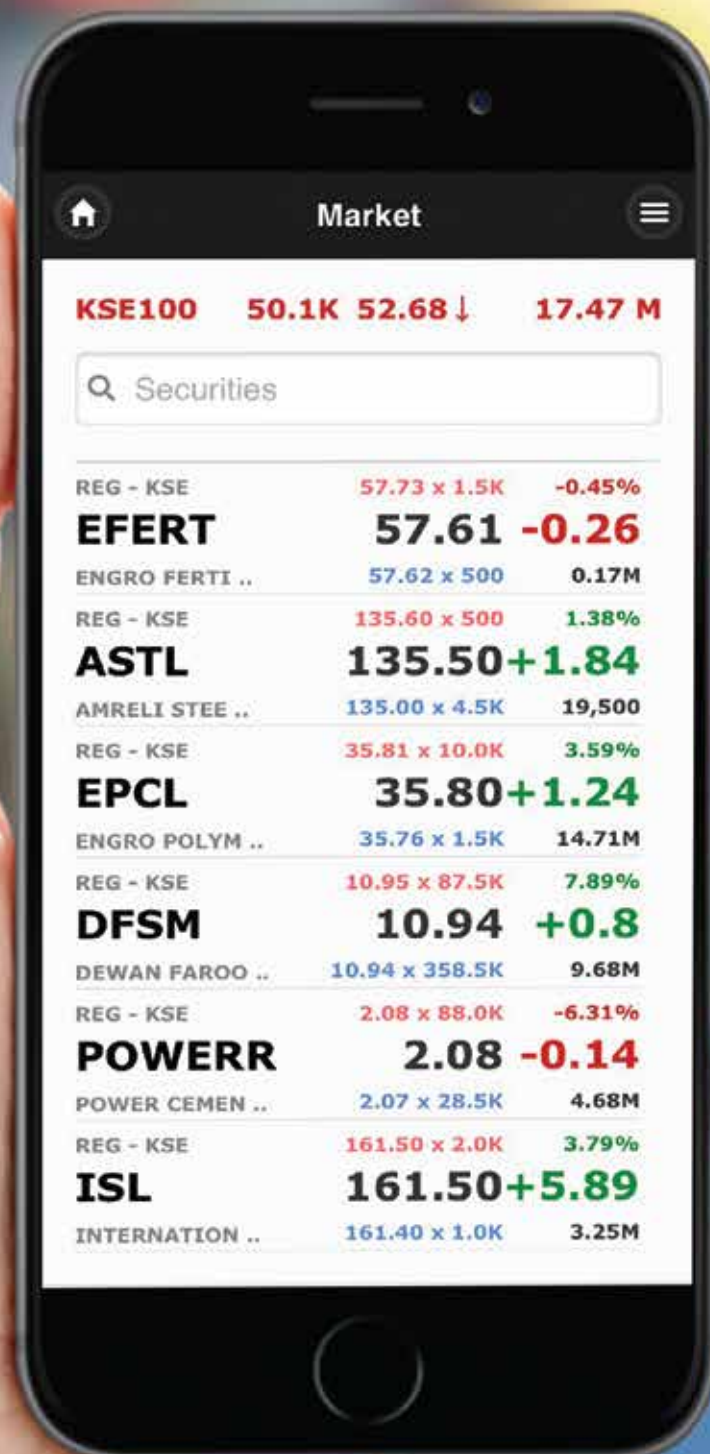 Market
KSE100 50.1K 52.68↓ 17.47 M
Securities
REG - KSE 57.73 x 1.5K -0.45%
EFERT 57.61 -0.26
ENGRO FERTI .. 57.62 x 500 0.17M
REG - KSE 135.60 x 500 1.38%
ASTL 135.50 +1.84
AMRELI STEE .. 135.00 x 4.5K 19,500
REG - KSE 35.81 x 10.0K 3.59%
EPCL 35.80 +1.24
ENGRO POLYM .. 35.76 x 1.5K 14.71M
REG - KSE 10.95 x 87.5K 7.89%
DFSM 10.94 +0.8
DEWAN FAROO .. 10.94 x 358.5K 9.68M
REG - KSE 2.08 x 88.0K -6.31%
POWERR 2.08 -0.14
POWER CEMEN .. 2.07 x 28.5K 4.68M
REG - KSE 161.50 x 2.0K 3.79%
ISL 161.50 +5.89
INTERNATION .. 161.40 x 1.0K 3.25M